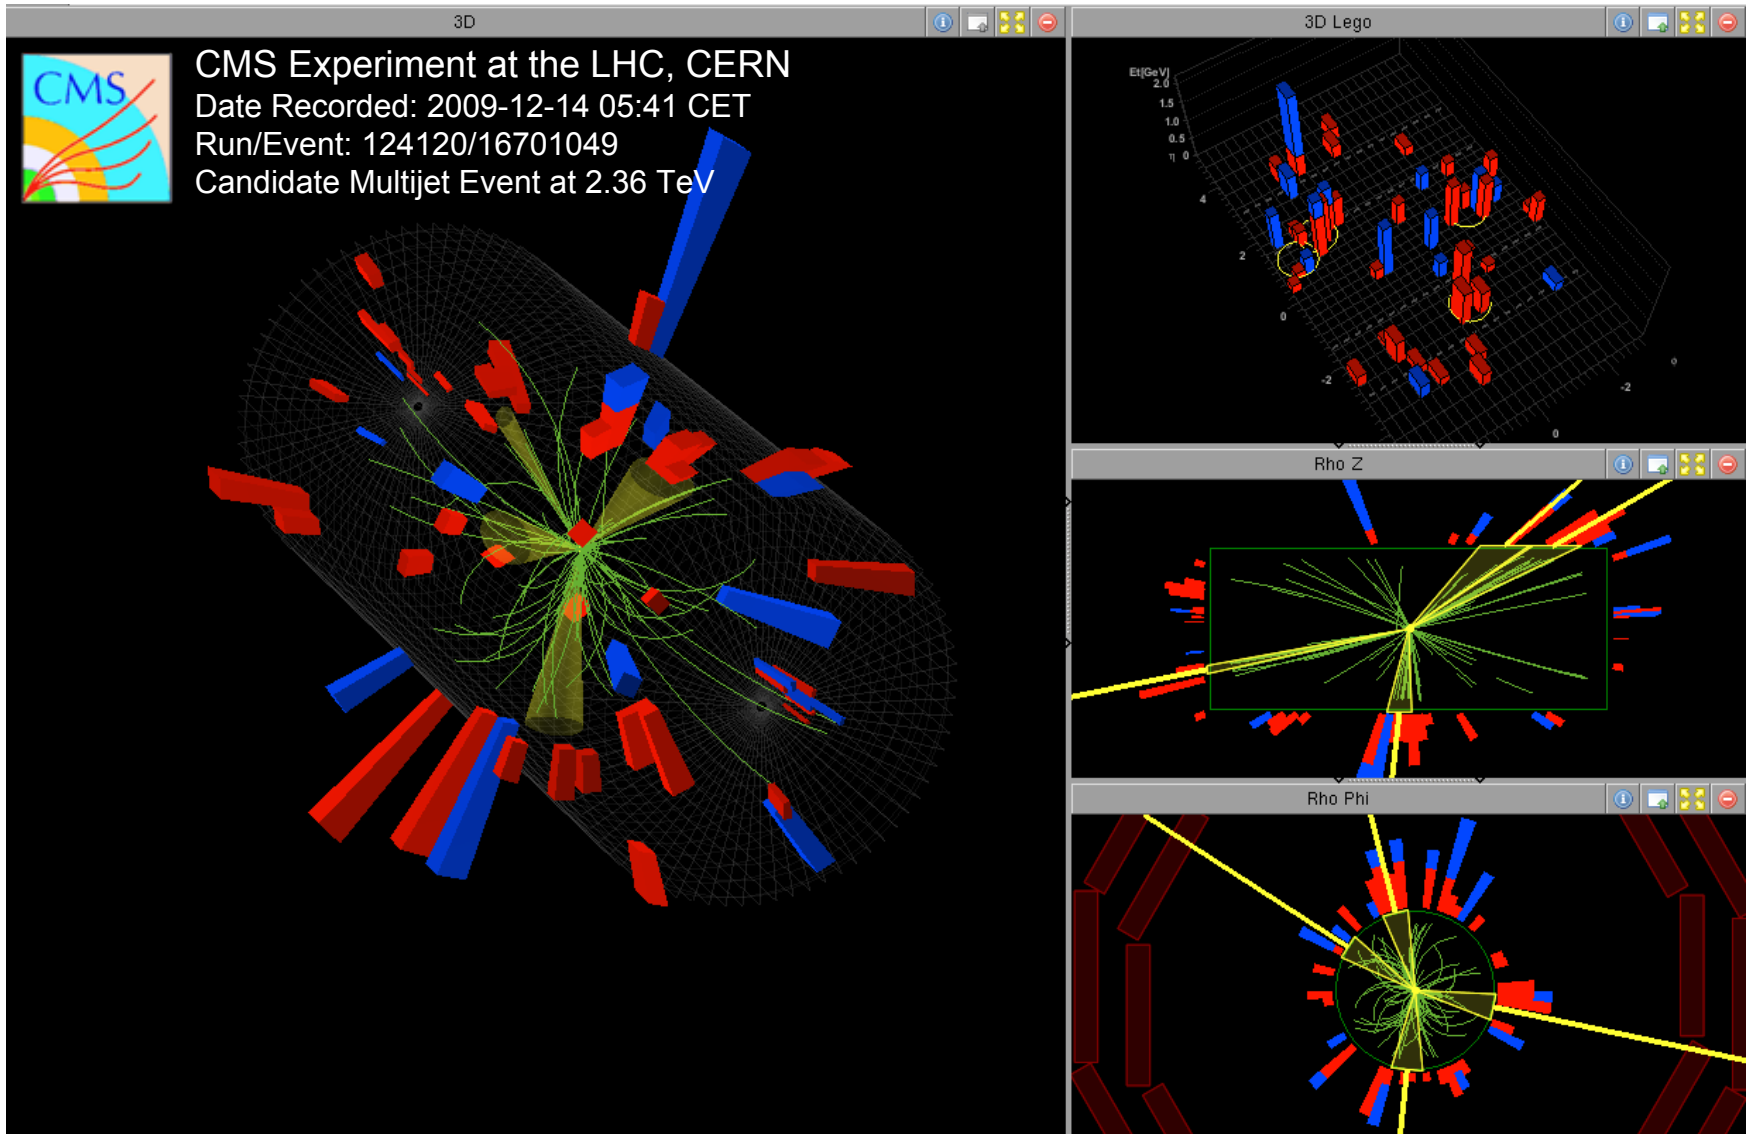 3D
CMS
CMS Experiment at the LHC, CERN
Date Recorded: 2009-12-14 05:41 CET
Run/Event: 124120/16701049
Candidate Multijet Event at 2.36 TeV
3D Lego
Et[GeV]
2.0
1.5
1.0
0.5
η 0
4
2
0
-2
-2
0
Rho Z
Rho Phi